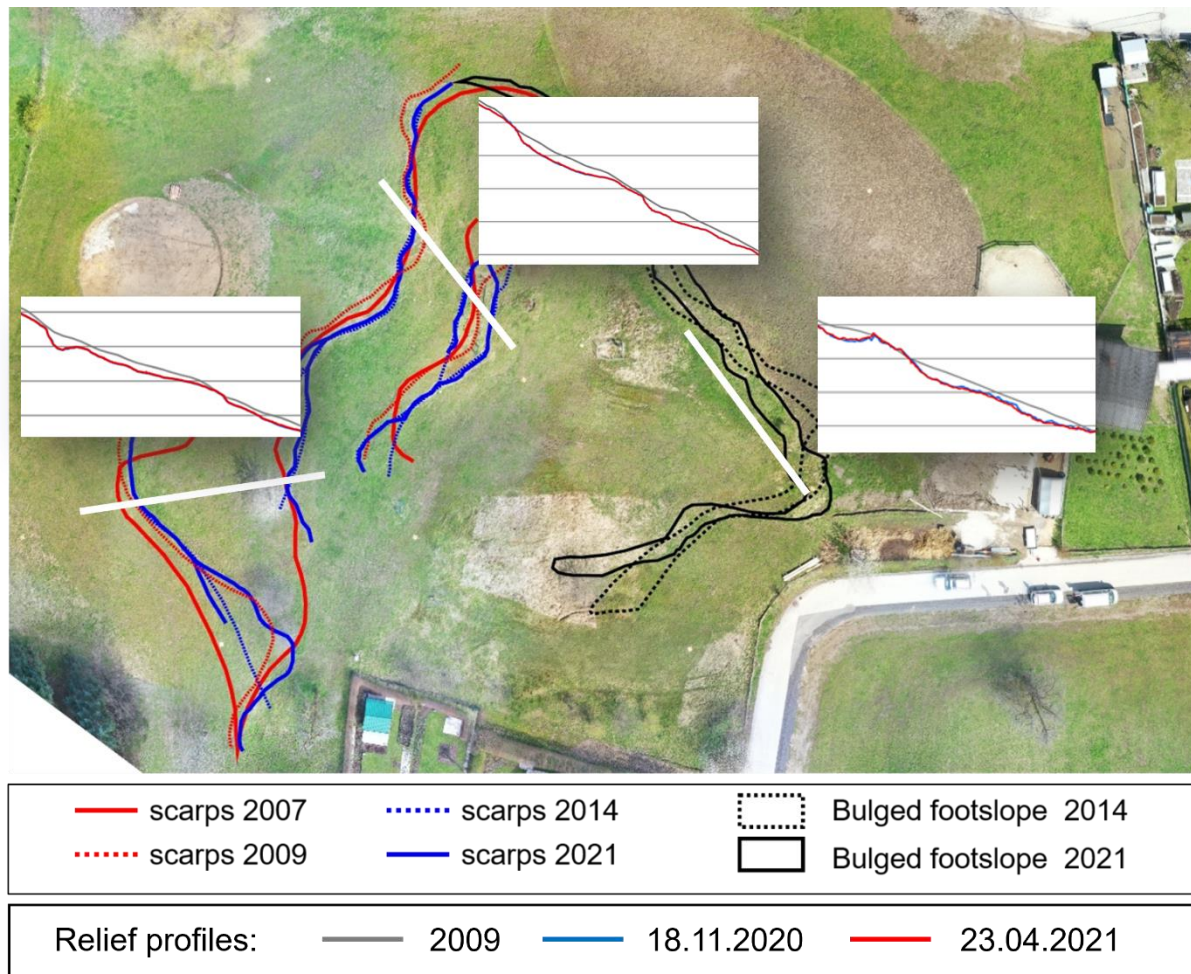 scarps 2007 scarps 2014 Bulged footslope 2014
scarps 2009 scarps 2021 Bulged footslope 2021
Relief profiles: 2009 18.11.2020 23.04.2021